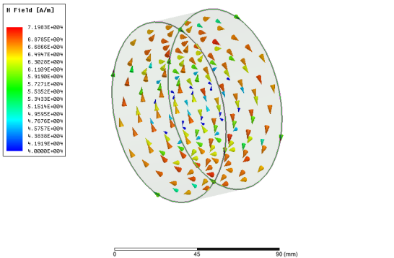 H Field [A/m]
7.1983E+004
6.8785E+004
6.6866E+004
6.4947E+004
6.3028E+004
6.1109E+004
5.9190E+004
5.7271E+004
5.5352E+004
5.3433E+004
5.1514E+004
4.9595E+004
4.7676E+004
4.5757E+004
4.3838E+004
4.1919E+004
4.0000E+004
0 45 90 (mm)